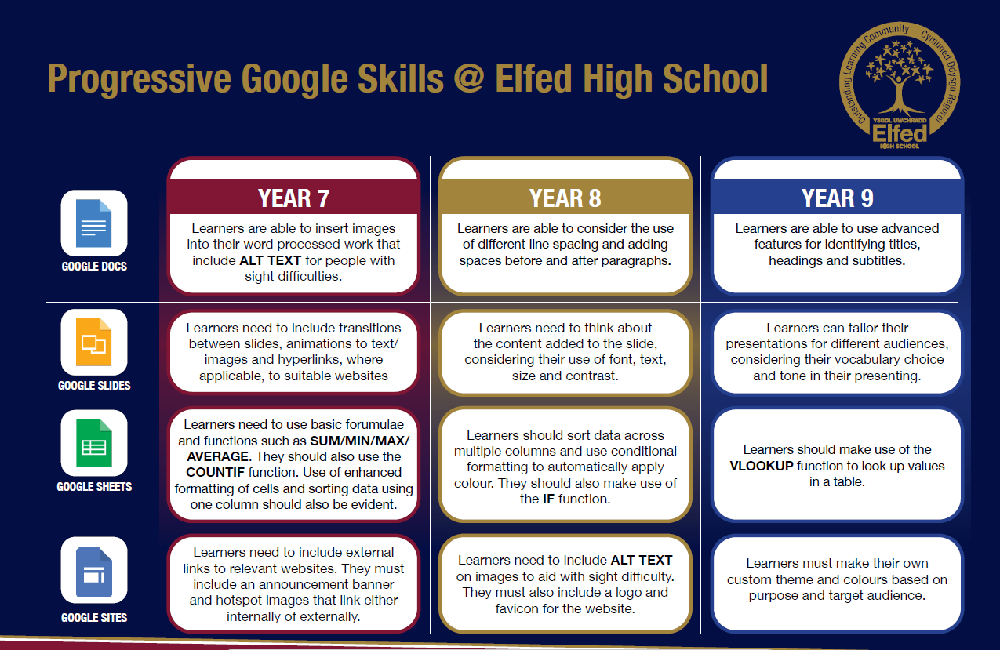 Progressive Google Skills @ Elfed High School
Outstanding Learning Community
Cymuned Ddysgu Ragorol
YSGOL UWCHRADD
Elfed
HIGH SCHOOL
YEAR 7
YEAR 8
YEAR 9
GOOGLE DOCS
Learners are able to insert images
into their word processed work that
include ALT TEXT for people with
sight difficulties.
Learners are able to consider the use
of different line spacing and adding
spaces before and after paragraphs.
Learners are able to use advanced
features for identifying titles,
headings and subtitles.
GOOGLE SLIDES
Learners need to include transitions
between slides, animations to text/
images and hyperlinks, where
applicable, to suitable websites
Learners need to think about
the content added to the slide,
considering their use of font, text,
size and contrast.
Learners can tailor their
presentations for different audiences,
considering their vocabulary choice
and tone in their presenting.
GOOGLE SHEETS
Learners need to use basic forumulae
and functions such as SUM/MIN/MAX/
AVERAGE. They should also use the
COUNTIF function. Use of enhanced
formatting of cells and sorting data using
one column should also be evident.
Learners should sort data across
multiple columns and use conditional
formatting to automatically apply
colour. They should also make use of
the IF function.
Learners should make use of the
VLOOKUP function to look up values
in a table.
GOOGLE SITES
Learners need to include external
links to relevant websites. They must
include an announcement banner
and hotspot images that link either
internally of externally.
Learners need to include ALT TEXT
on images to aid with sight difficulty.
They must also include a logo and
favicon for the website.
Learners must make their own
custom theme and colours based on
purpose and target audience.